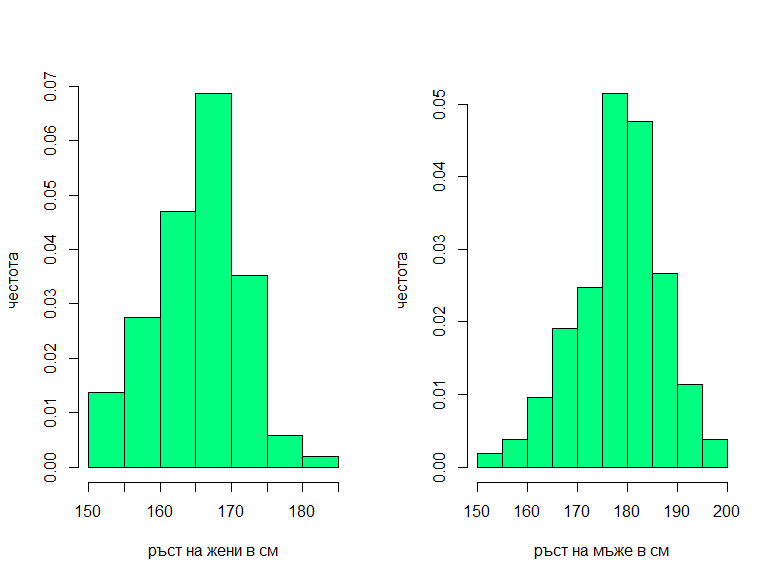 честота
0.00 0.01 0.02 0.03 0.04 0.05 0.06 0.07
150 160 170 180
ръст на жени в см
честота
0.00 0.01 0.02 0.03 0.04 0.05
150 160 170 180 190 200
ръст на мъже в см